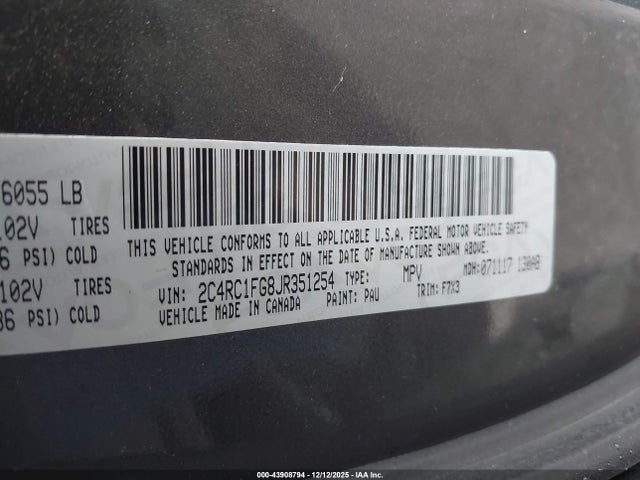 6055 LB
102V TIRES
6 PSI) COLD
102V TIRES
36 PSI) COLD
THIS VEHICLE CONFORMS TO ALL APPLICABLE U.S.A. FEDERAL MOTOR VEHICLE SAFETY
STANDARDS IN EFFECT ON THE DATE OF MANUFACTURE SHOWN ABOVE.
VIN: 2C4RC1FG8JR351254 TYPE: MPV MDH: 071117 130AB
VEHICLE MADE IN CANADA PAINT: PAU TRIM: F7X3
000-43908794 • 12/12/2025 • IAA Inc.